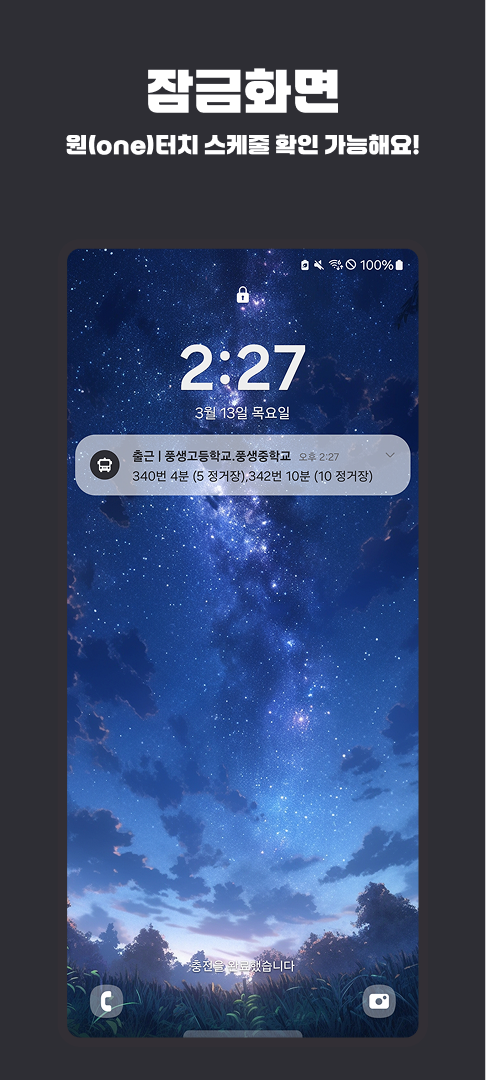 잠금화면
원(one)터치 스케줄 확인 가능해요!
100%
2:27
3월 13일 목요일
출근 | 풍생고등학교.풍생중학교 오후 2:27
340번 4분 (5 정거장),342번 10분 (10 정거장)
충전을 완료했습니다